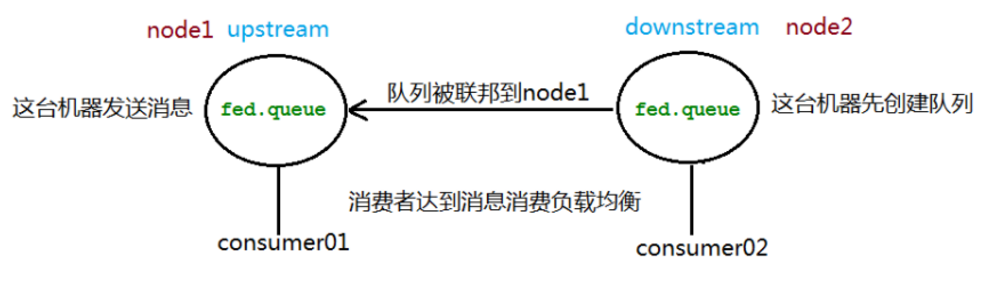 node1 upstream
downstream node2
这台机器发送消息
fed.queue
队列被联邦到node1
fed.queue
这台机器先创建队列
消费者达到消息消费负载均衡
consumer01
consumer02